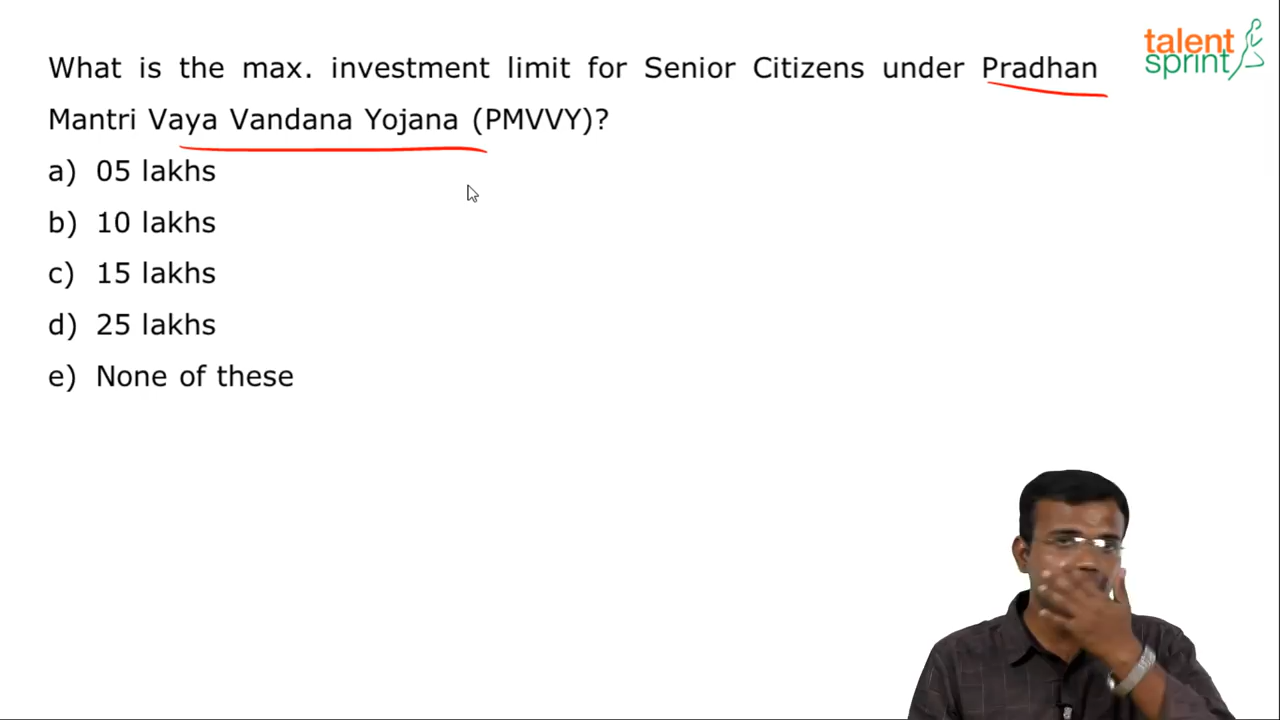 talent
sprint
What is the max. investment limit for Senior Citizens under Pradhan
Mantri Vaya Vandana Yojana (PMVVY)?
a) 05 lakhs
b) 10 lakhs
c) 15 lakhs
d) 25 lakhs
e) None of these